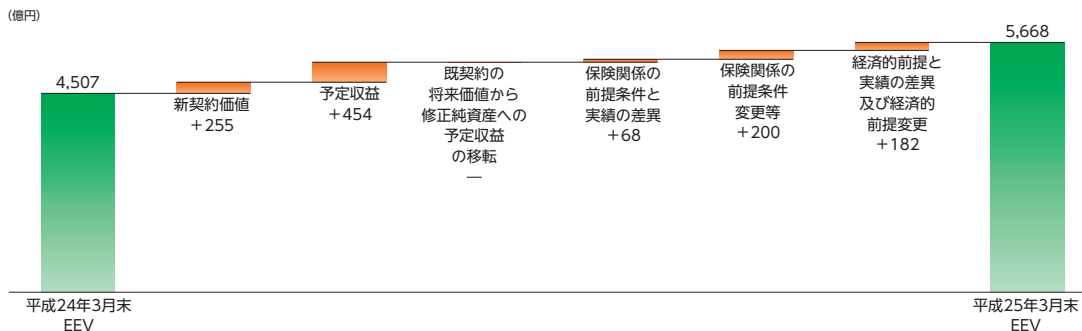 (億円)
4,507
新契約価値
＋255
予定収益
＋454
既契約の
将来価値から
修正純資産への
予定収益
の移転
―
保険関係の
前提条件と
実績の差異
＋68
保険関係の
前提条件
変更等
＋200
経済的前提と
実績の差異
及び経済的
前提変更
＋182
5,668
平成24年3月末
EEV
平成25年3月末
EEV